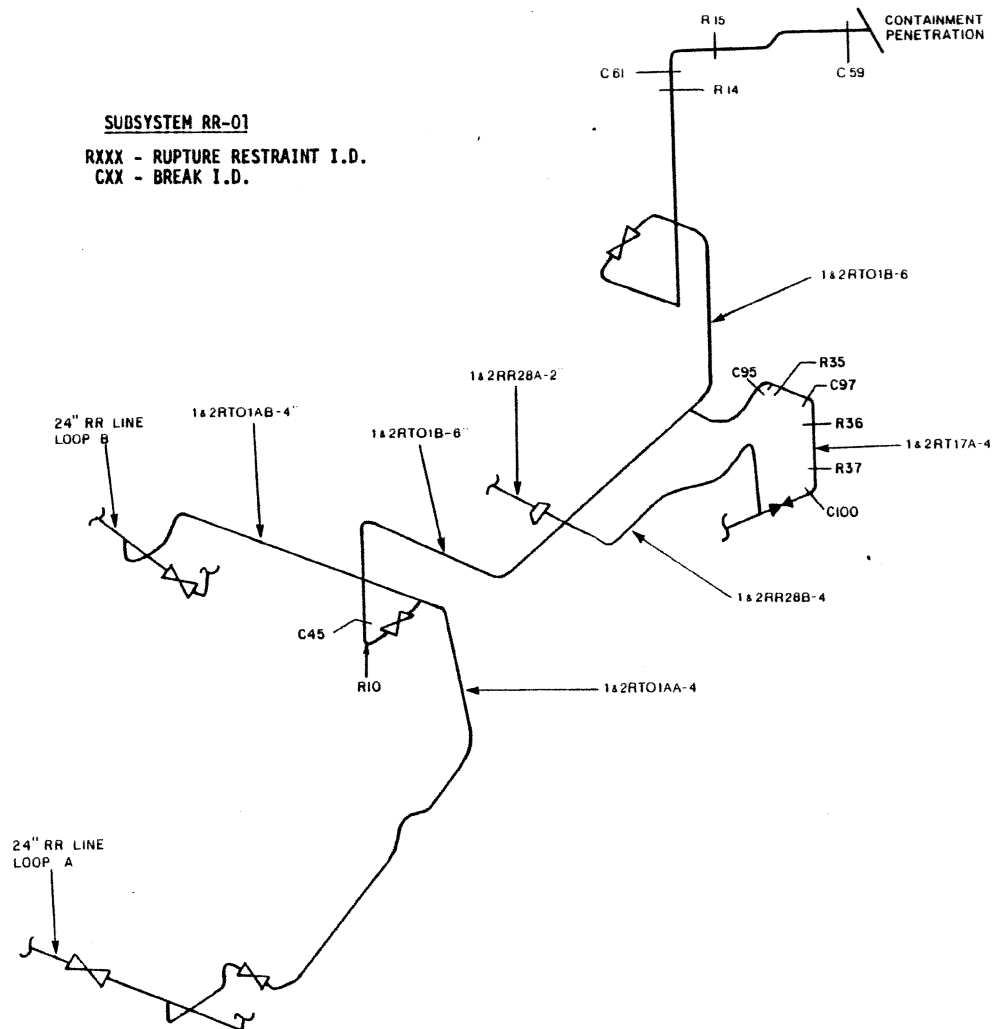 R 15
CONTAINMENT
PENETRATION
C 61
C 59
R 14
SUBSYSTEM RR-01
RXXX - RUPTURE RESTRAINT I.D.
CXX - BREAK I.D.
1&2RTO1B-6
C95
R35
C97
1&2RR28A-2"
R36
24" RR LINE
LOOP B
1&2RTO1AB-4"
1&2RTO1B-6"
1&2RT17A-4
R37
C100
1&2RR28B-4
C45
R10
1&2RTO1AA-4
24" RR LINE
LOOP A